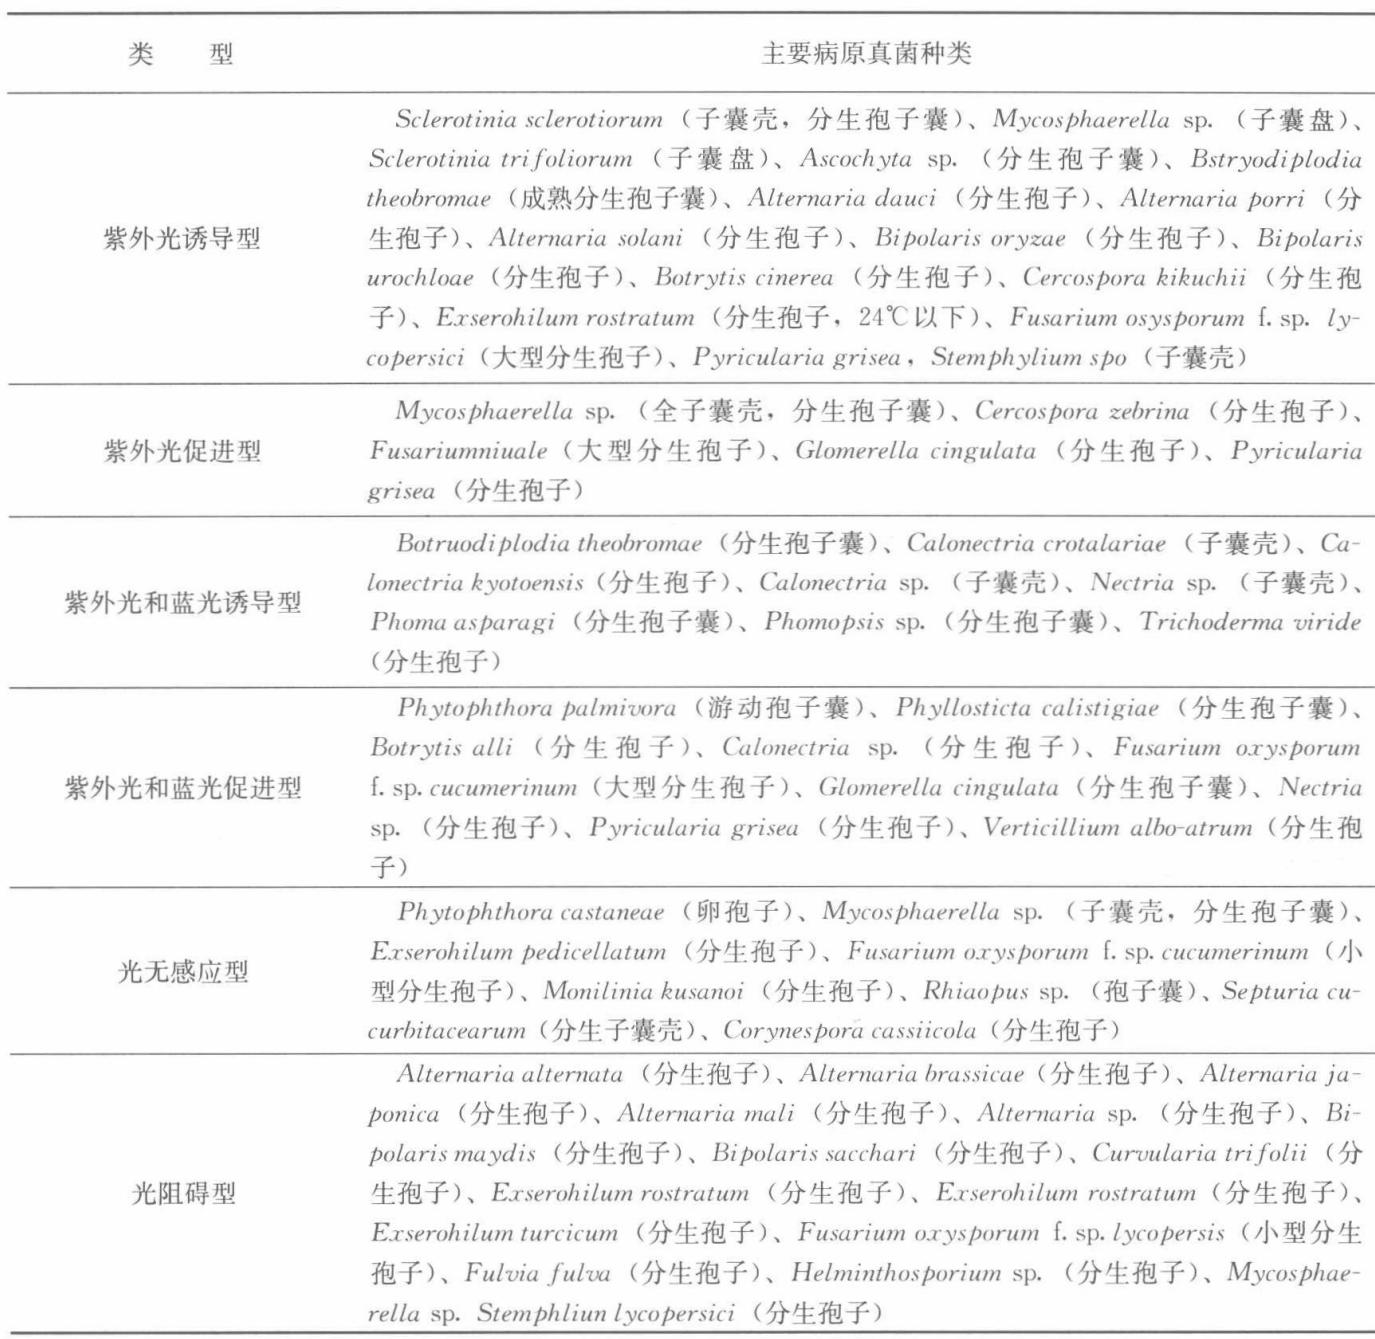 类 型 主要病原真菌种类
Sclerotinia sclerotiorum（子囊壳，分生孢子囊）、Mycosphaerella sp.（子囊盘）、
Sclerotinia trifoliorum（子囊盘）、Ascochyta sp.（分生孢子囊）、Bstryodiplodia
theobromae（成熟分生孢子囊）、Alternaria dauci（分生孢子）、Alternaria porri（分
紫外光诱导型 生孢子）、Alternaria solani（分生孢子）、Bipolaris oryzae（分生孢子）、Bipolaris
urochloae（分生孢子）、Botrytis cinerea（分生孢子）、Cercospora kikuchii（分生孢
子）、Exserohilum rostratum（分生孢子，24℃以下）、Fusarium osysporum f. sp. ly-
copersici（大型分生孢子）、Pyricularia grisea，Stemphylium spo（子囊壳）
Mycosphaerella sp.（全子囊壳，分生孢子囊）、Cercospora zebrina（分生孢子）、
紫外光促进型 Fusariumniuale（大型分生孢子）、Glomerella cingulata（分生孢子）、Pyricularia
grisea（分生孢子）
Botruodiplodia theobromae（分生孢子囊）、Calonectria crotalariae（子囊壳）、Ca-
紫外光和蓝光诱导型 lonectria kyotoensis（分生孢子）、Calonectria sp.（子囊壳）、Nectria sp.（子囊壳）、
Phoma asparagi（分生孢子囊）、Phomopsis sp.（分生孢子囊）、Trichoderma viride
（分生孢子）
Phytophthora palmivora（游动孢子囊）、Phyllosticta calistigiae（分生孢子囊）、
Botrytis alli（分生孢子）、Calonectria sp.（分生孢子）、Fusarium oxysporum
紫外光和蓝光促进型 f. sp. cucumerinum（大型分生孢子）、Glomerella cingulata（分生孢子囊）、Nectria
sp.（分生孢子）、Pyricularia grisea（分生孢子）、Verticillium albo-atrum（分生孢
子）
Phytophthora castaneae（卵孢子）、Mycosphaerella sp.（子囊壳，分生孢子囊）、
Exserohilum pedicellatum（分生孢子）、Fusarium oxysporum f. sp. cucumerinum（小
光无感应型 型分生孢子）、Monilinia kusanoi（分生孢子）、Rhiaopus sp.（孢子囊）、Septuria cu-
curbitacearum（分生子囊壳）、Corynespora cassiicola（分生孢子）
Alternaria alternata（分生孢子）、Alternaria brassicae（分生孢子）、Alternaria ja-
ponica（分生孢子）、Alternaria mali（分生孢子）、Alternaria sp.（分生孢子）、Bi-
polaris maydis（分生孢子）、Bipolaris sacchari（分生孢子）、Curvularia trifolii（分
光阻碍型 生孢子）、Exserohilum rostratum（分生孢子）、Exserohilum rostratum（分生孢子）、
Exserohilum turcicum（分生孢子）、Fusarium oxysporum f. sp. lycopersis（小型分生
孢子）、Fulvia fulva（分生孢子）、Helminthosporium sp.（分生孢子）、Mycosphae-
rella sp. Stemphliun lycopersici（分生孢子）